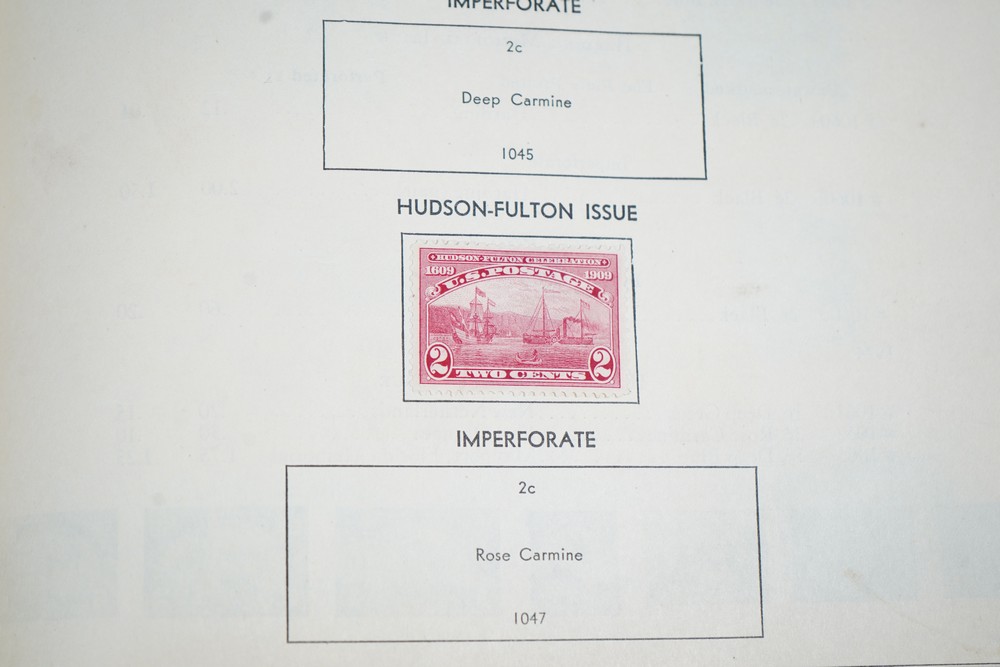 IMPERFORATE
2c
Deep Carmine
1045
HUDSON-FULTON ISSUE
HUDSON-FULTON CELEBRATION
1609 1909
U.S. POSTAGE
2 TWO CENTS 2
IMPERFORATE
2c
Rose Carmine
1047